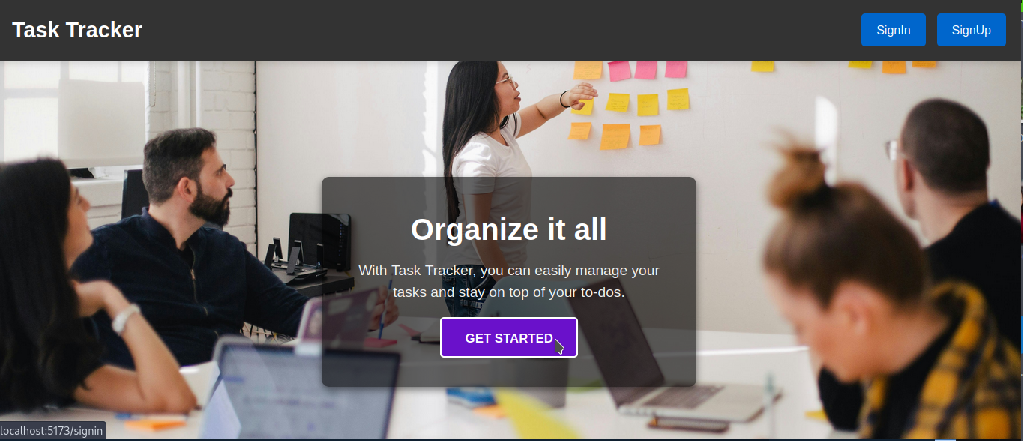 Task Tracker
SignIn
SignUp
Organize it all
With Task Tracker, you can easily manage your
tasks and stay on top of your to-dos.
GET STARTED
localhost:5173/signin